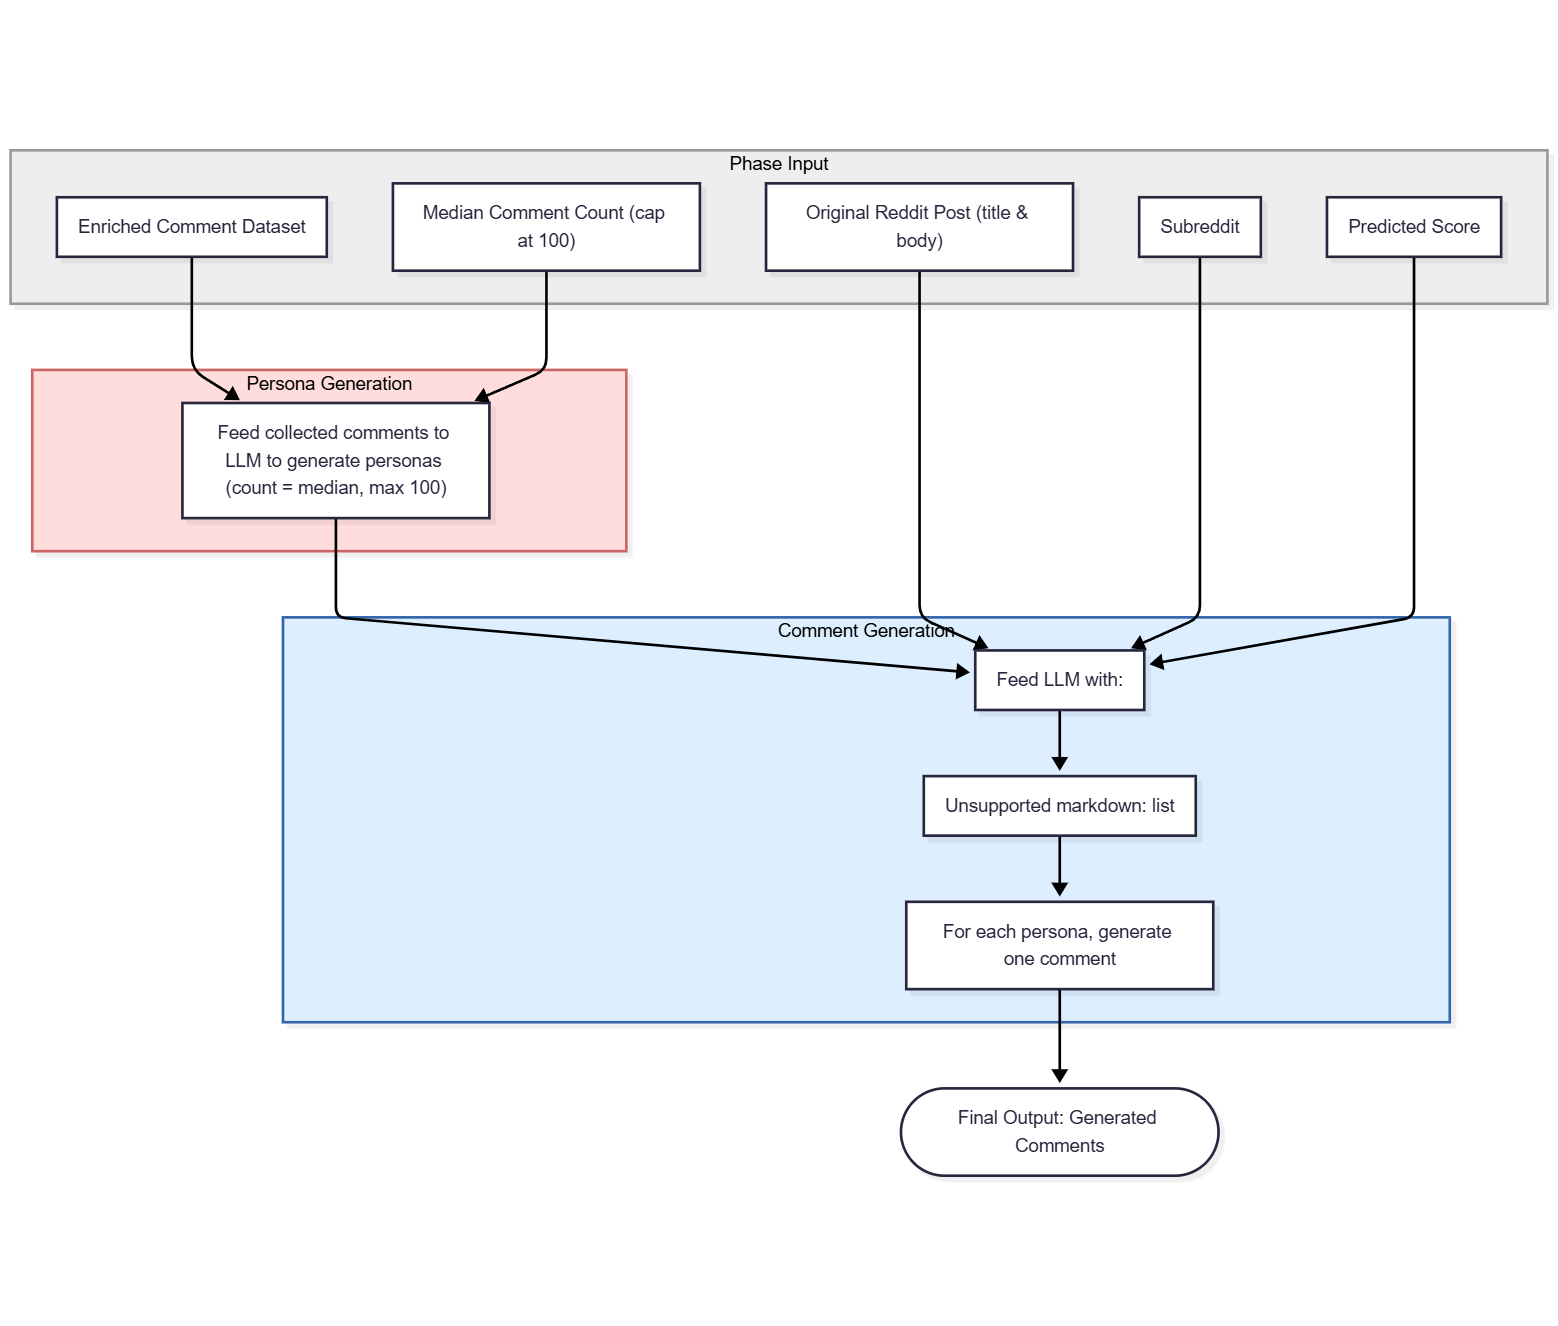 Phase Input
Enriched Comment Dataset
Median Comment Count (cap
at 100)
Original Reddit Post (title &
body)
Subreddit
Predicted Score
Persona Generation
Feed collected comments to
LLM to generate personas
(count = median, max 100)
Comment Generation
Feed LLM with:
Unsupported markdown: list
For each persona, generate
one comment
Final Output: Generated
Comments